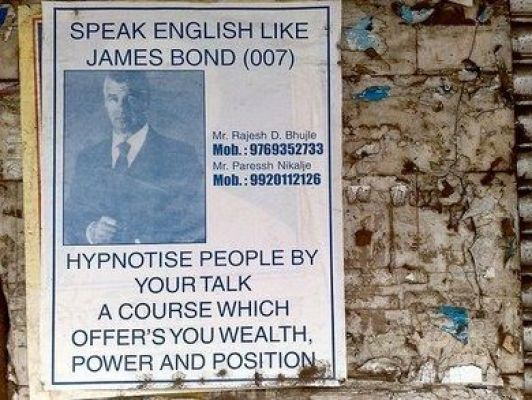 SPEAK ENGLISH LIKE
JAMES BOND (007)
Mr. Rajesh D. Bhujle
Mob. : 9769352733
Mr. Paressh Nikalje
Mob. : 9920112126
HYPNOTISE PEOPLE BY
YOUR TALK
A COURSE WHICH
OFFER'S YOU WEALTH,
POWER AND POSITION